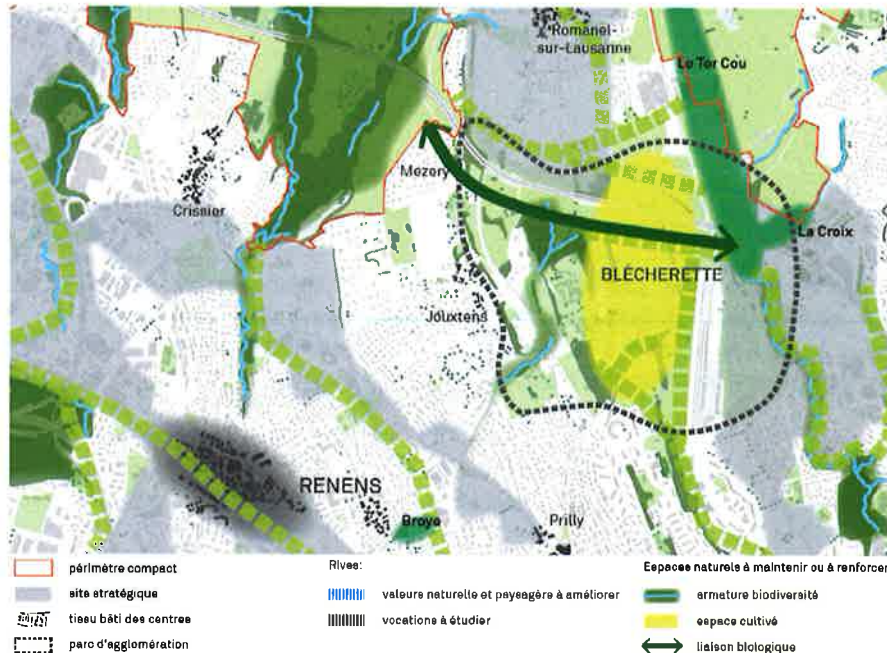 Romanel-
sur-Lausanne
Le Tor Cou
Mézery
Crissier
La Croix
BLÉCHERETTE
Jouxtens
RENENS
Broye
Prilly
périmètre compact
site stratégique
tissu bâti des centres
parc d'agglomération
Rives:
valeurs naturelle et paysagère à améliorer
vocations à étudier
Espaces naturels à maintenir ou à renforcer
armature biodiversité
espace cultivé
liaison biologique